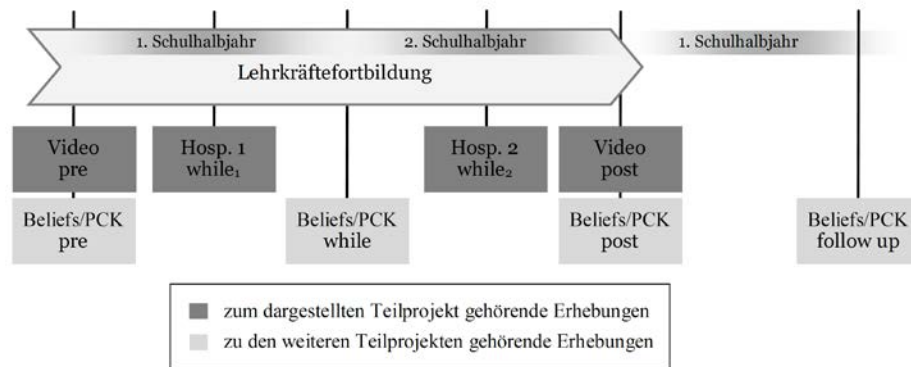 1. Schulhalbjahr
2. Schulhalbjahr
1. Schulhalbjahr
Lehrkräftefortbildung
Video
pre
Hosp. 1
while₁
Hosp. 2
while₂
Video
post
Beliefs/PCK
pre
Beliefs/PCK
while
Beliefs/PCK
post
Beliefs/PCK
follow up
zum dargestellten Teilprojekt gehörende Erhebungen
zu den weiteren Teilprojekten gehörende Erhebungen